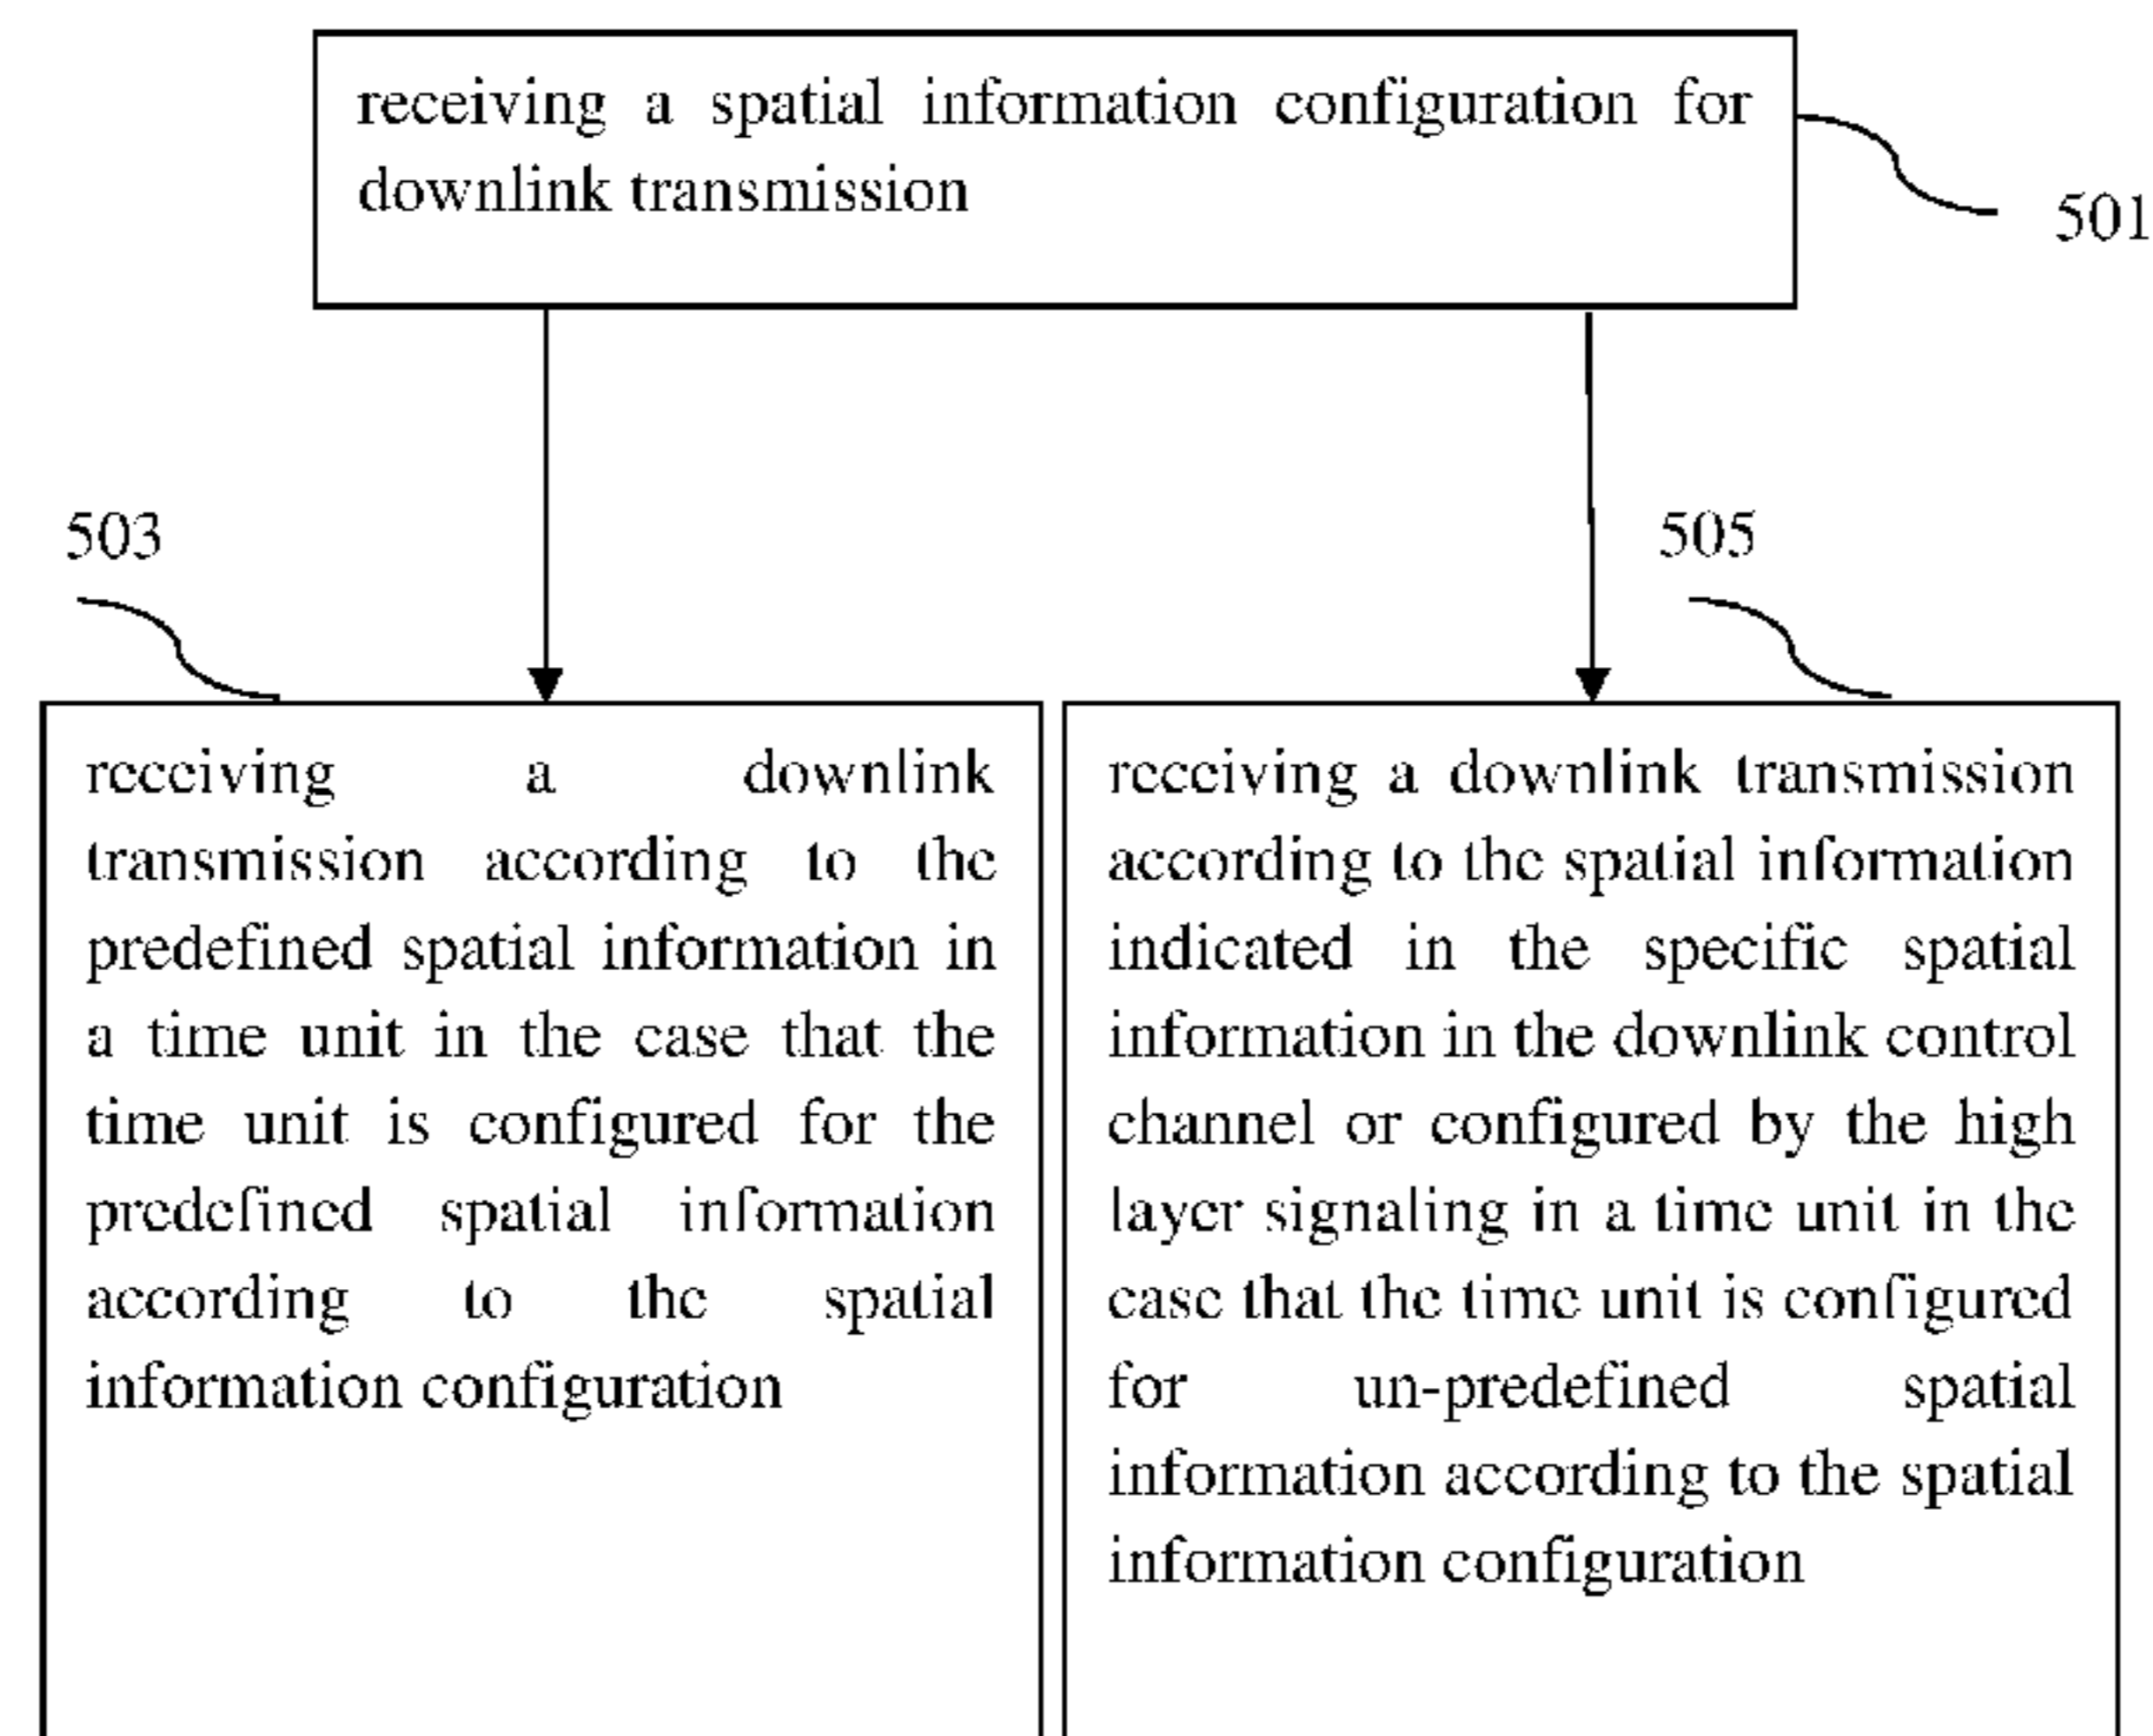 receiving a spatial information configuration for
downlink transmission
501
503
505
receiving a downlink
transmission according to the
predefined spatial information in
a time unit in the case that the
time unit is configured for the
predefined spatial information
according to the spatial
information configuration
receiving a downlink transmission
according to the spatial information
indicated in the specific spatial
information in the downlink control
channel or configured by the high
layer signaling in a time unit in the
case that the time unit is configured
for un-predefined spatial
information according to the spatial
information configuration